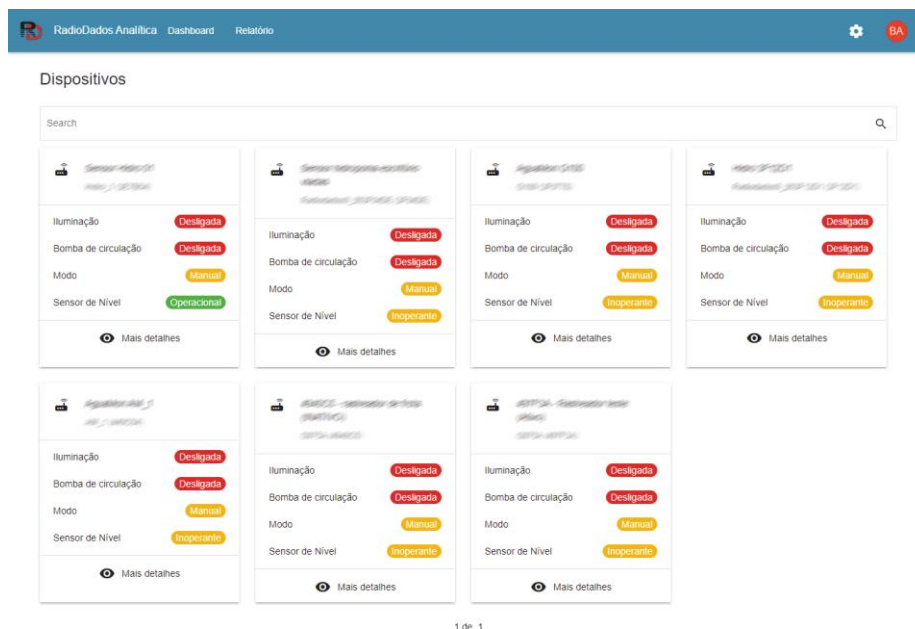 RadioDados Analítica Dashboard Relatório BA
Dispositivos
Search
Iluminação Desligada
Bomba de circulação Desligada
Modo Manual
Sensor de Nível Operacional
Mais detalhes
Iluminação Desligada
Bomba de circulação Desligada
Modo Manual
Sensor de Nível Inoperante
Mais detalhes
Iluminação Desligada
Bomba de circulação Desligada
Modo Manual
Sensor de Nível Inoperante
Mais detalhes
Iluminação Desligada
Bomba de circulação Desligada
Modo Manual
Sensor de Nível Inoperante
Mais detalhes
Iluminação Desligada
Bomba de circulação Desligada
Modo Manual
Sensor de Nível Inoperante
Mais detalhes
Iluminação Desligada
Bomba de circulação Desligada
Modo Manual
Sensor de Nível Inoperante
Mais detalhes
Iluminação Desligada
Bomba de circulação Desligada
Modo Manual
Sensor de Nível Inoperante
Mais detalhes
1 de 1